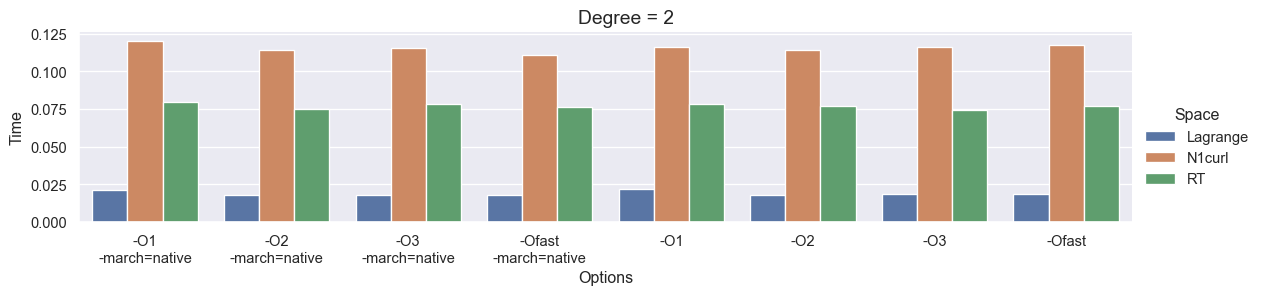 Degree = 2
Time
0.125
0.100
0.075
0.050
0.025
0.000
-O1 -O2 -O3 -Ofast -O1 -O2 -O3 -Ofast
-march=native -march=native -march=native -march=native
Options
Space
Lagrange
N1curl
RT